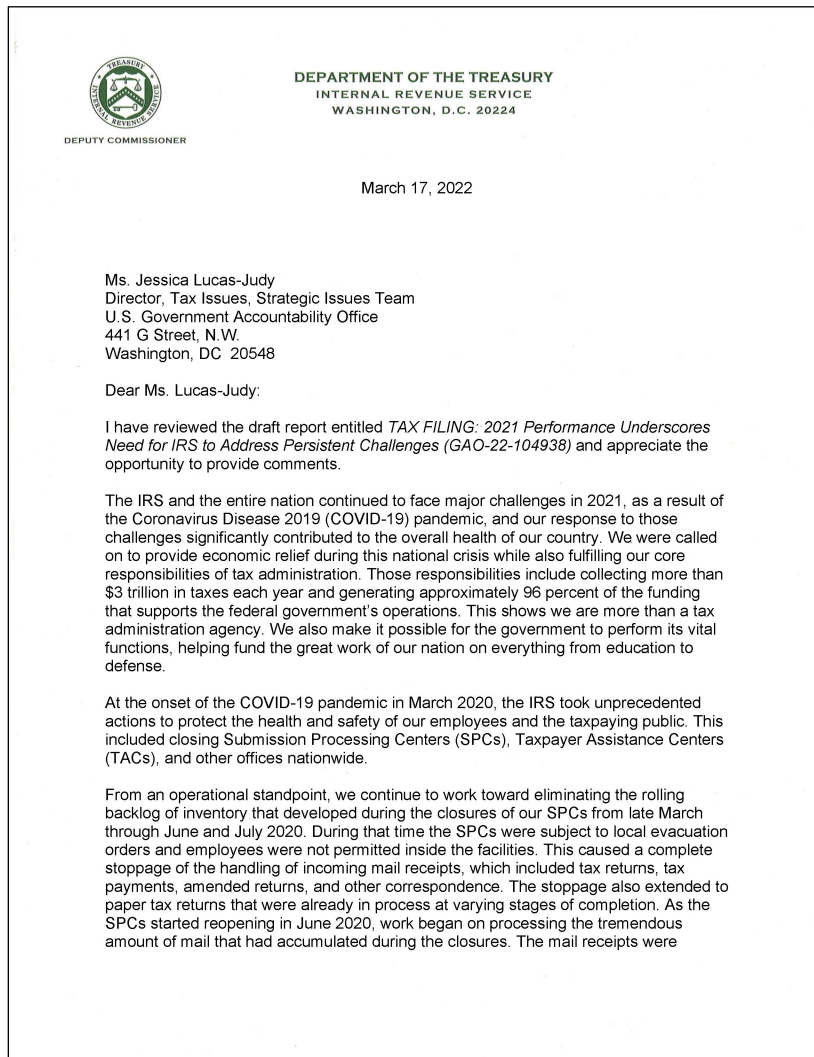 TREASURY
INTERNAL REVENUE SERVICE
DEPUTY COMMISSIONER
DEPARTMENT OF THE TREASURY
INTERNAL REVENUE SERVICE
WASHINGTON, D.C. 20224
March 17, 2022
Ms. Jessica Lucas-Judy
Director, Tax Issues, Strategic Issues Team
U.S. Government Accountability Office
441 G Street, N.W.
Washington, DC  20548
Dear Ms. Lucas-Judy:
I have reviewed the draft report entitled TAX FILING: 2021 Performance Underscores
Need for IRS to Address Persistent Challenges (GAO-22-104938) and appreciate the
opportunity to provide comments.
The IRS and the entire nation continued to face major challenges in 2021, as a result of
the Coronavirus Disease 2019 (COVID-19) pandemic, and our response to those
challenges significantly contributed to the overall health of our country. We were called
on to provide economic relief during this national crisis while also fulfilling our core
responsibilities of tax administration. Those responsibilities include collecting more than
$3 trillion in taxes each year and generating approximately 96 percent of the funding
that supports the federal government's operations. This shows we are more than a tax
administration agency. We also make it possible for the government to perform its vital
functions, helping fund the great work of our nation on everything from education to
defense.
At the onset of the COVID-19 pandemic in March 2020, the IRS took unprecedented
actions to protect the health and safety of our employees and the taxpaying public. This
included closing Submission Processing Centers (SPCs), Taxpayer Assistance Centers
(TACs), and other offices nationwide.
From an operational standpoint, we continue to work toward eliminating the rolling
backlog of inventory that developed during the closures of our SPCs from late March
through June and July 2020. During that time the SPCs were subject to local evacuation
orders and employees were not permitted inside the facilities. This caused a complete
stoppage of the handling of incoming mail receipts, which included tax returns, tax
payments, amended returns, and other correspondence. The stoppage also extended to
paper tax returns that were already in process at varying stages of completion. As the
SPCs started reopening in June 2020, work began on processing the tremendous
amount of mail that had accumulated during the closures. The mail receipts were